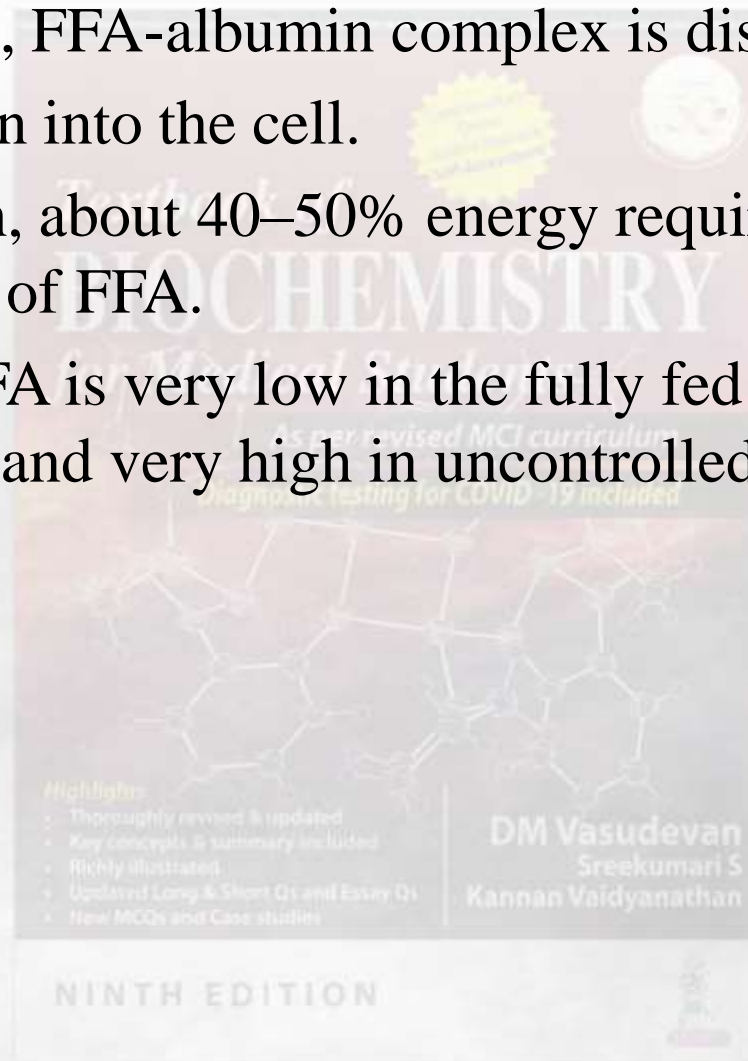 , FFA-albumin complex is dis
n into the cell.
n, about 40–50% energy requi
of FFA.
FA is very low in the fully fed
and very high in uncontrolled
Textbook of
BIOCHEMISTRY
for Medical Students
As per revised MCI curriculum
Diagnostic testing for COVID-19 included
Highlights
• Thoroughly revised & updated
• Key concepts & summary included
• Richly illustrated
• Updated Long & Short Qs and Essay Qs
• New MCQs and Case studies
DM Vasudevan
Sreekumari S
Kannan Vaidyanathan
NINTH EDITION